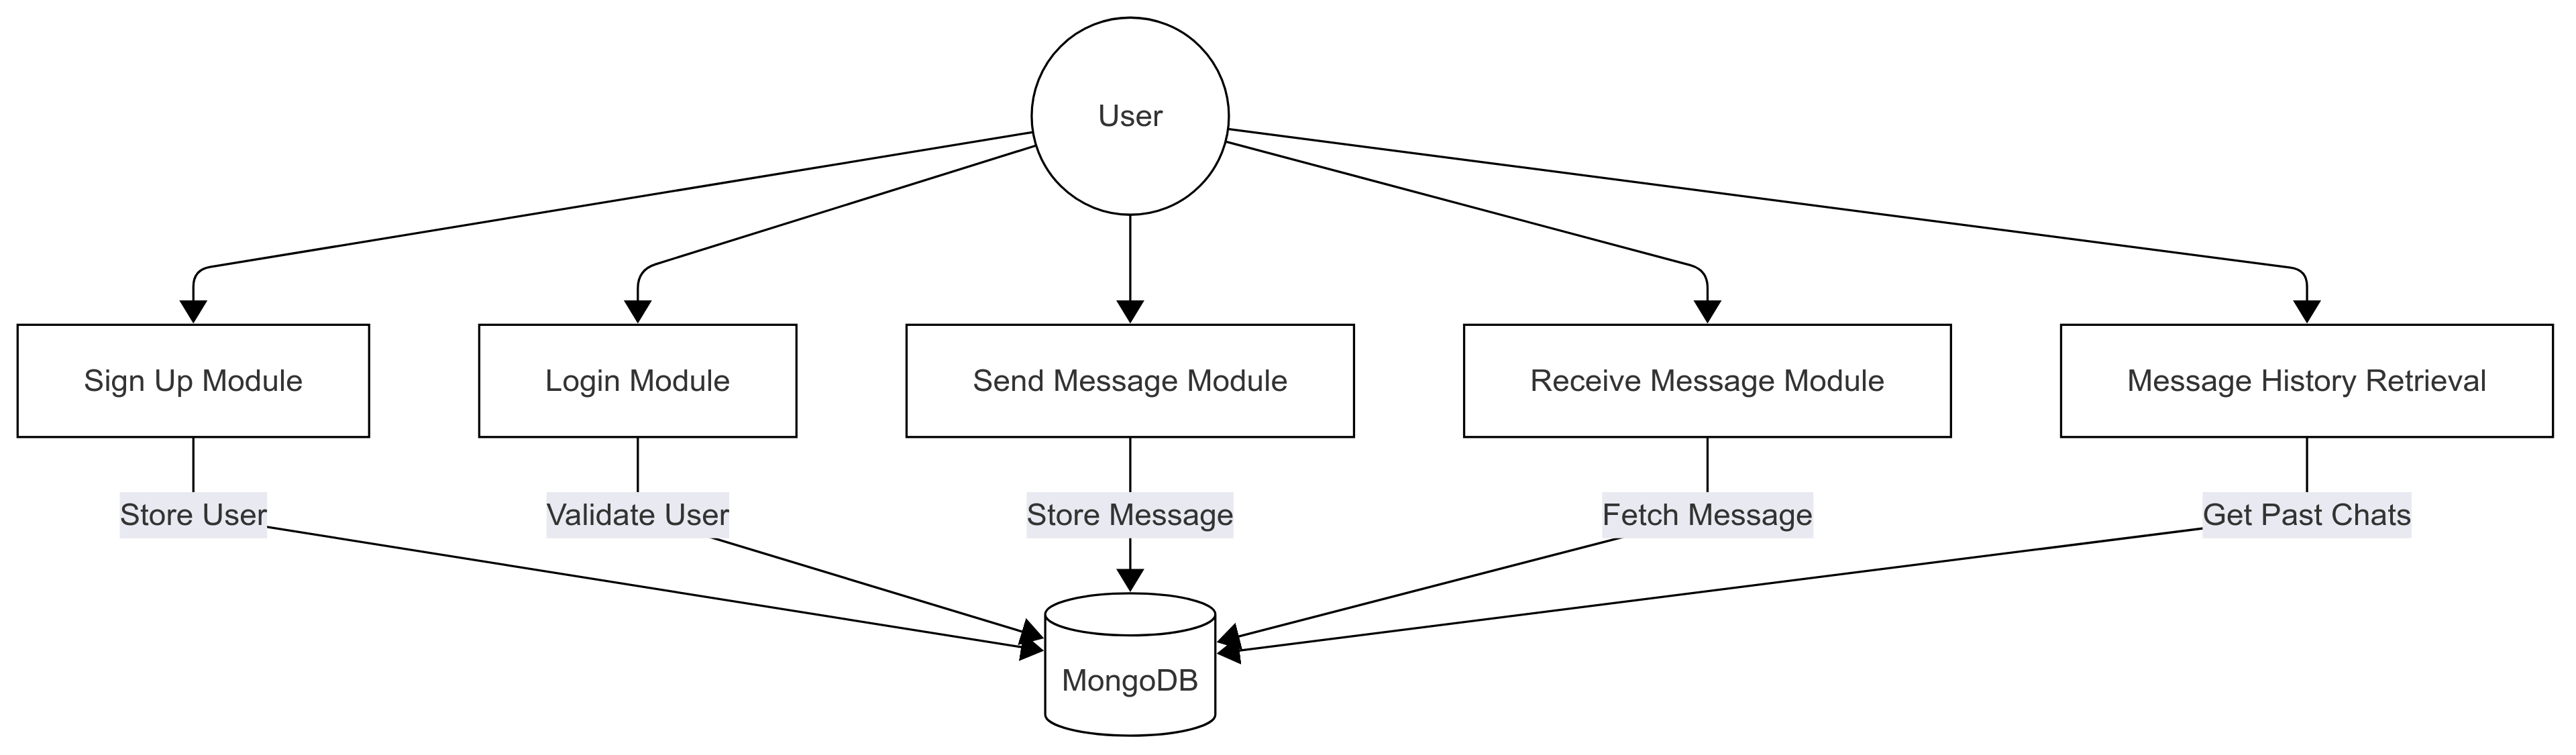 User
Sign Up Module
Login Module
Send Message Module
Receive Message Module
Message History Retrieval
Store User
Validate User
Store Message
Fetch Message
Get Past Chats
MongoDB